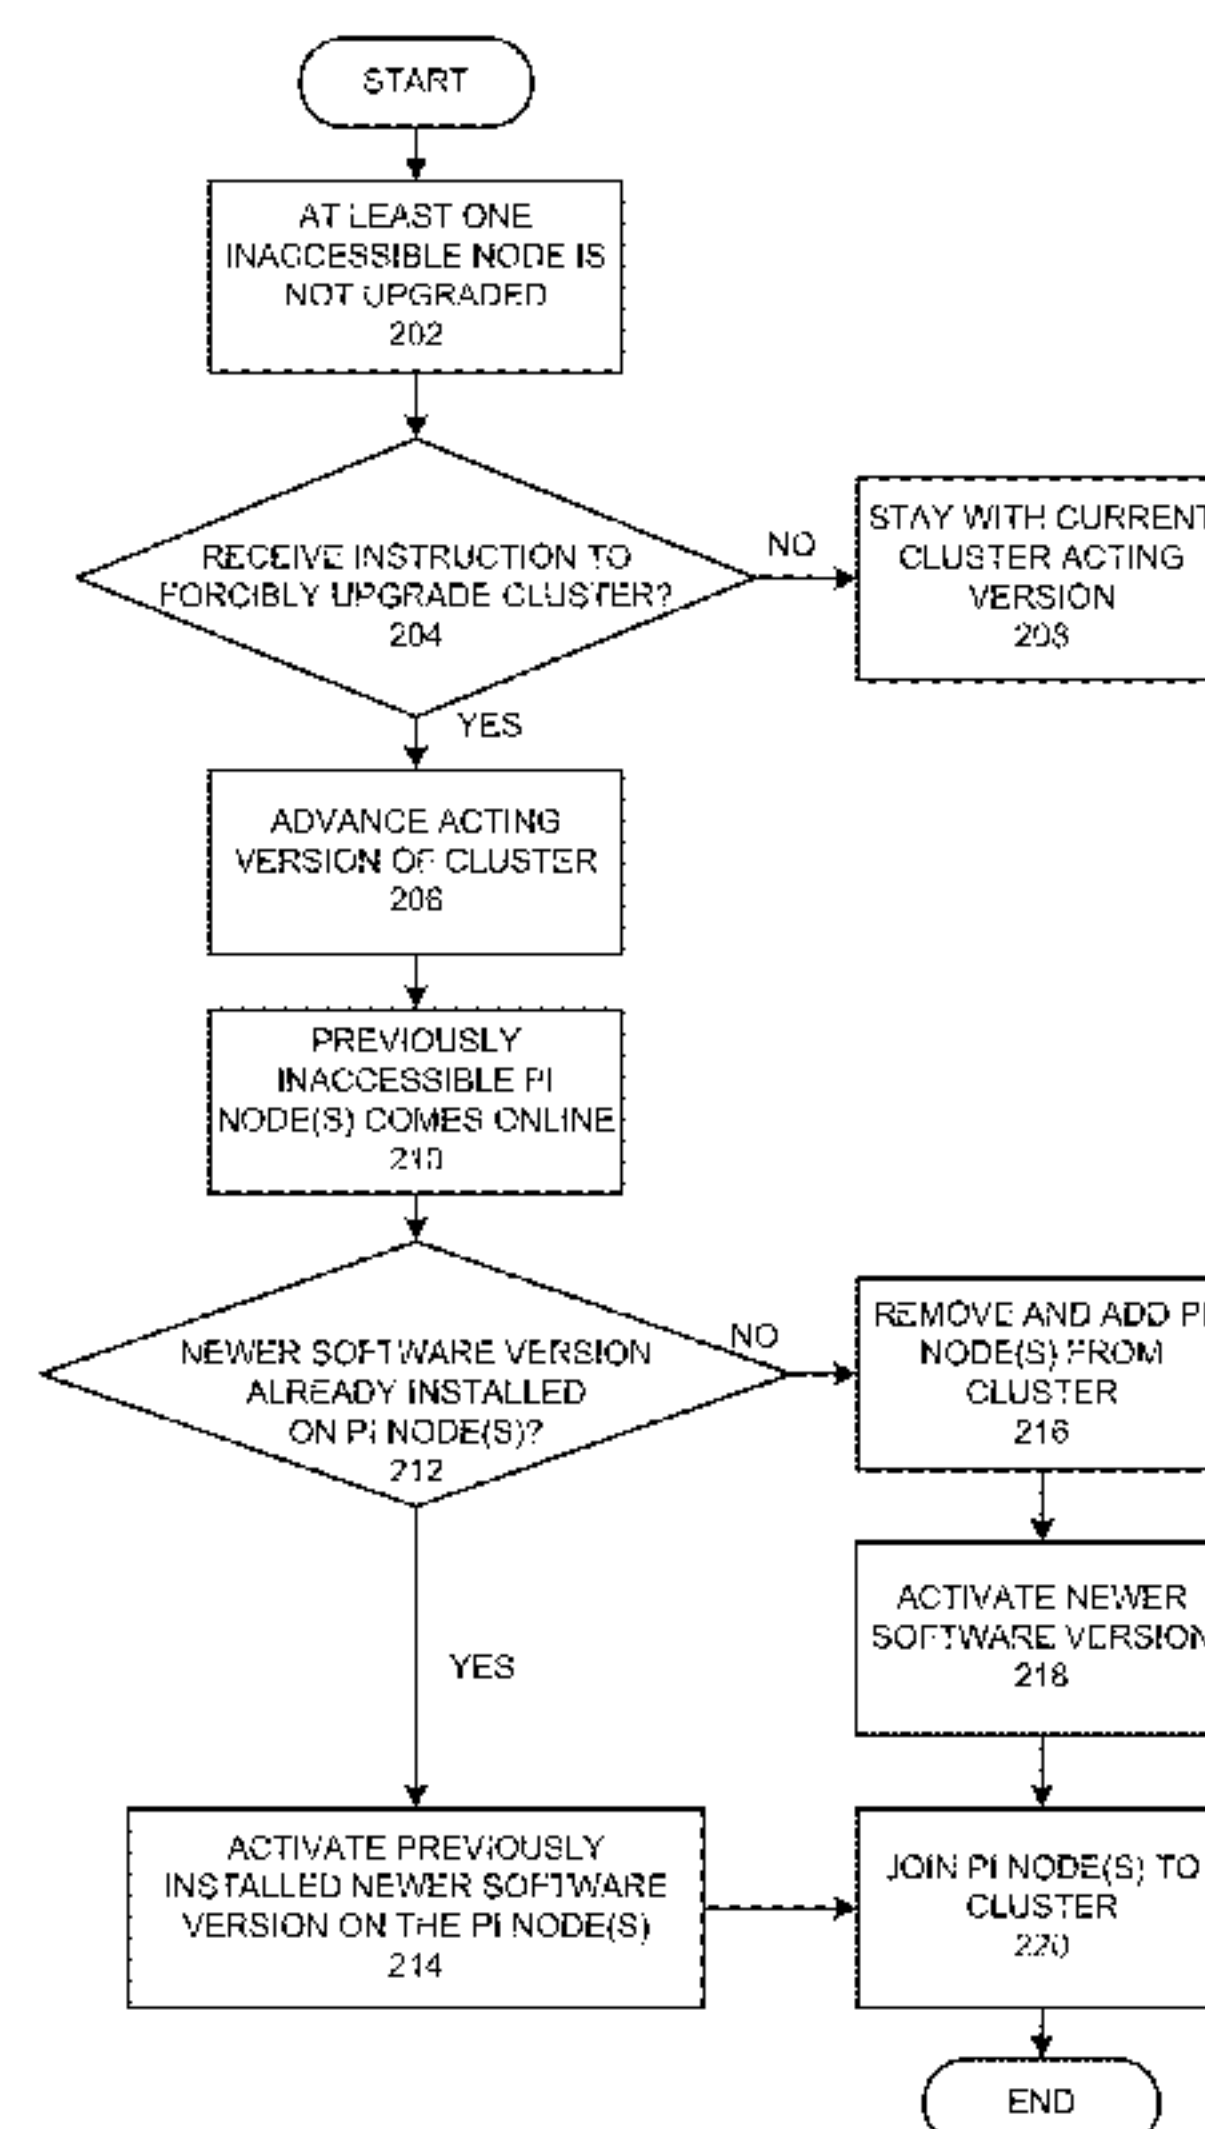 START
AT LEAST ONE
INACCESSIBLE NODE IS
NOT UPGRADED
202
RECEIVE INSTRUCTION TO
FORCIBLY UPGRADE CLUSTER?
204
NO
STAY WITH CURRENT
CLUSTER ACTING
VERSION
208
YES
ADVANCE ACTING
VERSION OF CLUSTER
206
PREVIOUSLY
INACCESSIBLE PI
NODE(S) COMES ONLINE
210
NEWER SOFTWARE VERSION
ALREADY INSTALLED
ON PI NODE(S)?
212
NO
REMOVE AND ADD PI
NODE(S) FROM
CLUSTER
216
ACTIVATE NEWER
SOFTWARE VERSION
218
YES
ACTIVATE PREVIOUSLY
INSTALLED NEWER SOFTWARE
VERSION ON THE PI NODE(S)
214
JOIN PI NODE(S) TO
CLUSTER
220
END